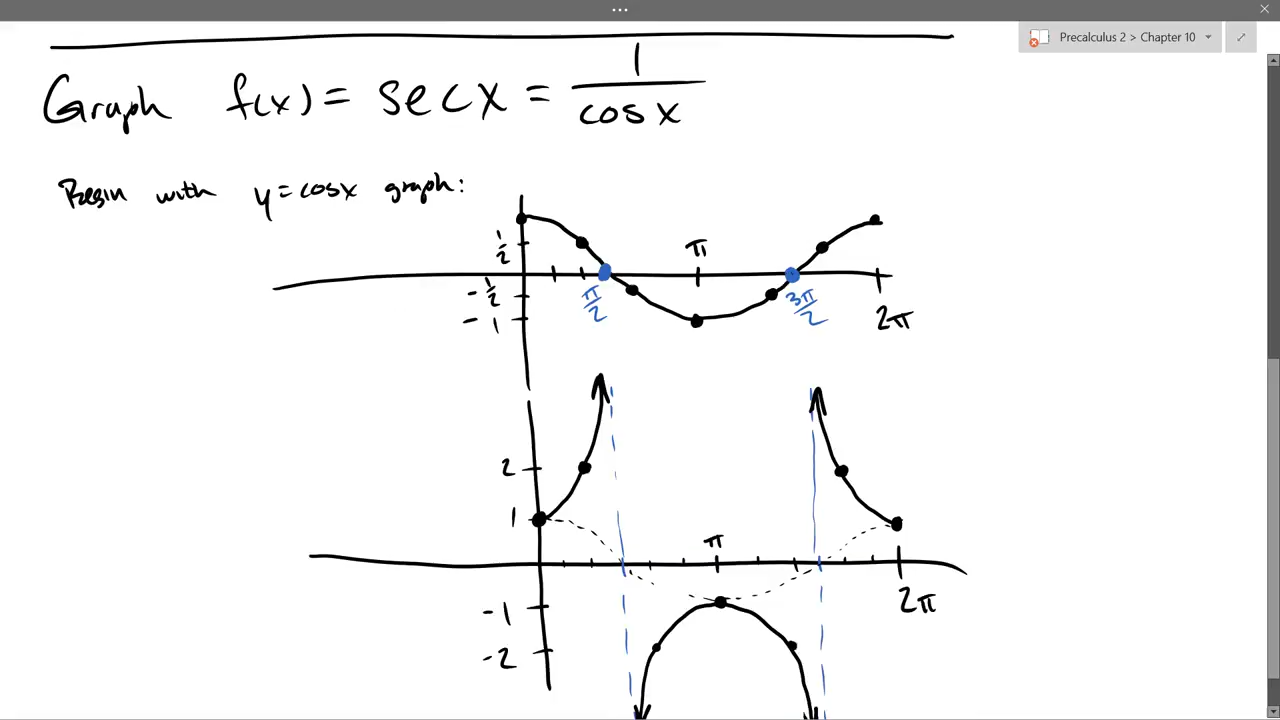 Precalculus 2 > Chapter 10
Graph f(x) = sec x = 1/cos x
Begin with y = cos x graph:
1/2
π
-1/2
π/2
3π/2
-1
2π
2
1
π
2π
-1
-2